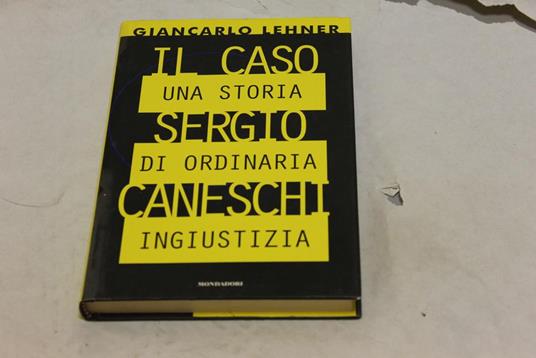 GIANCARLO LEHNER
IL CASO
UNA STORIA
SERGIO
DI ORDINARIA
CANESCHI
INGIUSTIZIA
MONDADORI